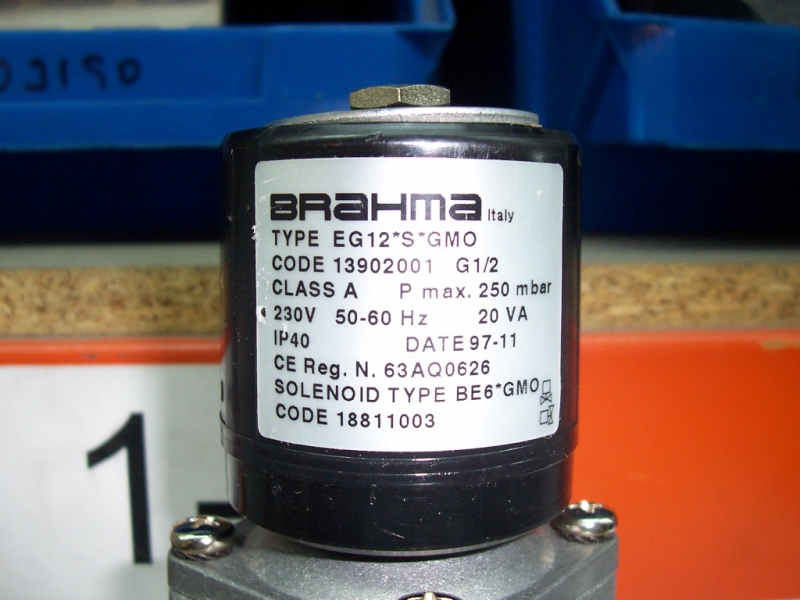 03190
BRAHMA Italy
TYPE EG12*S*GMO
CODE 13902001 G1/2
CLASS A P max. 250 mbar
230V 50-60 Hz 20 VA
IP40 DATE 97-11
CE Reg. N. 63AQ0626
SOLENOID TYPE BE6*GMO
CODE 18811003
1